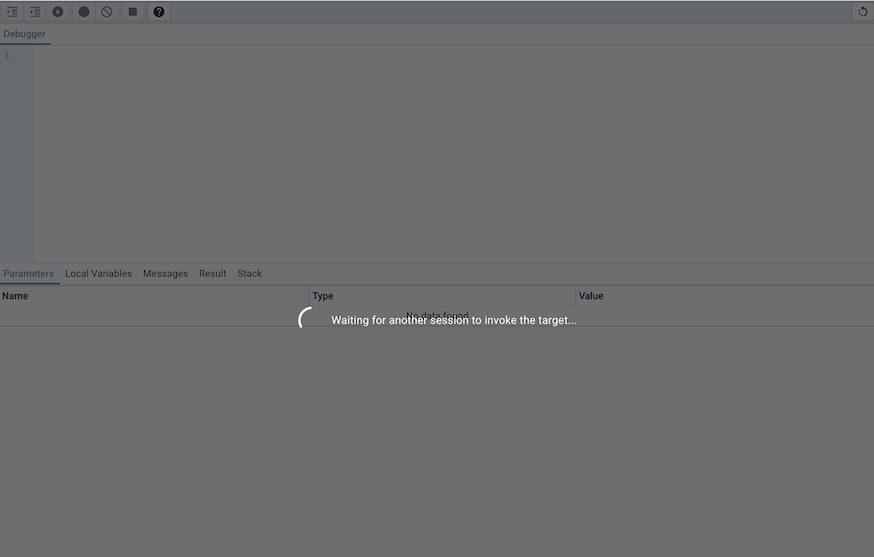 Debugger
1
Parameters Local Variables Messages Result Stack
Name Type Value
No data found
Waiting for another session to invoke the target...